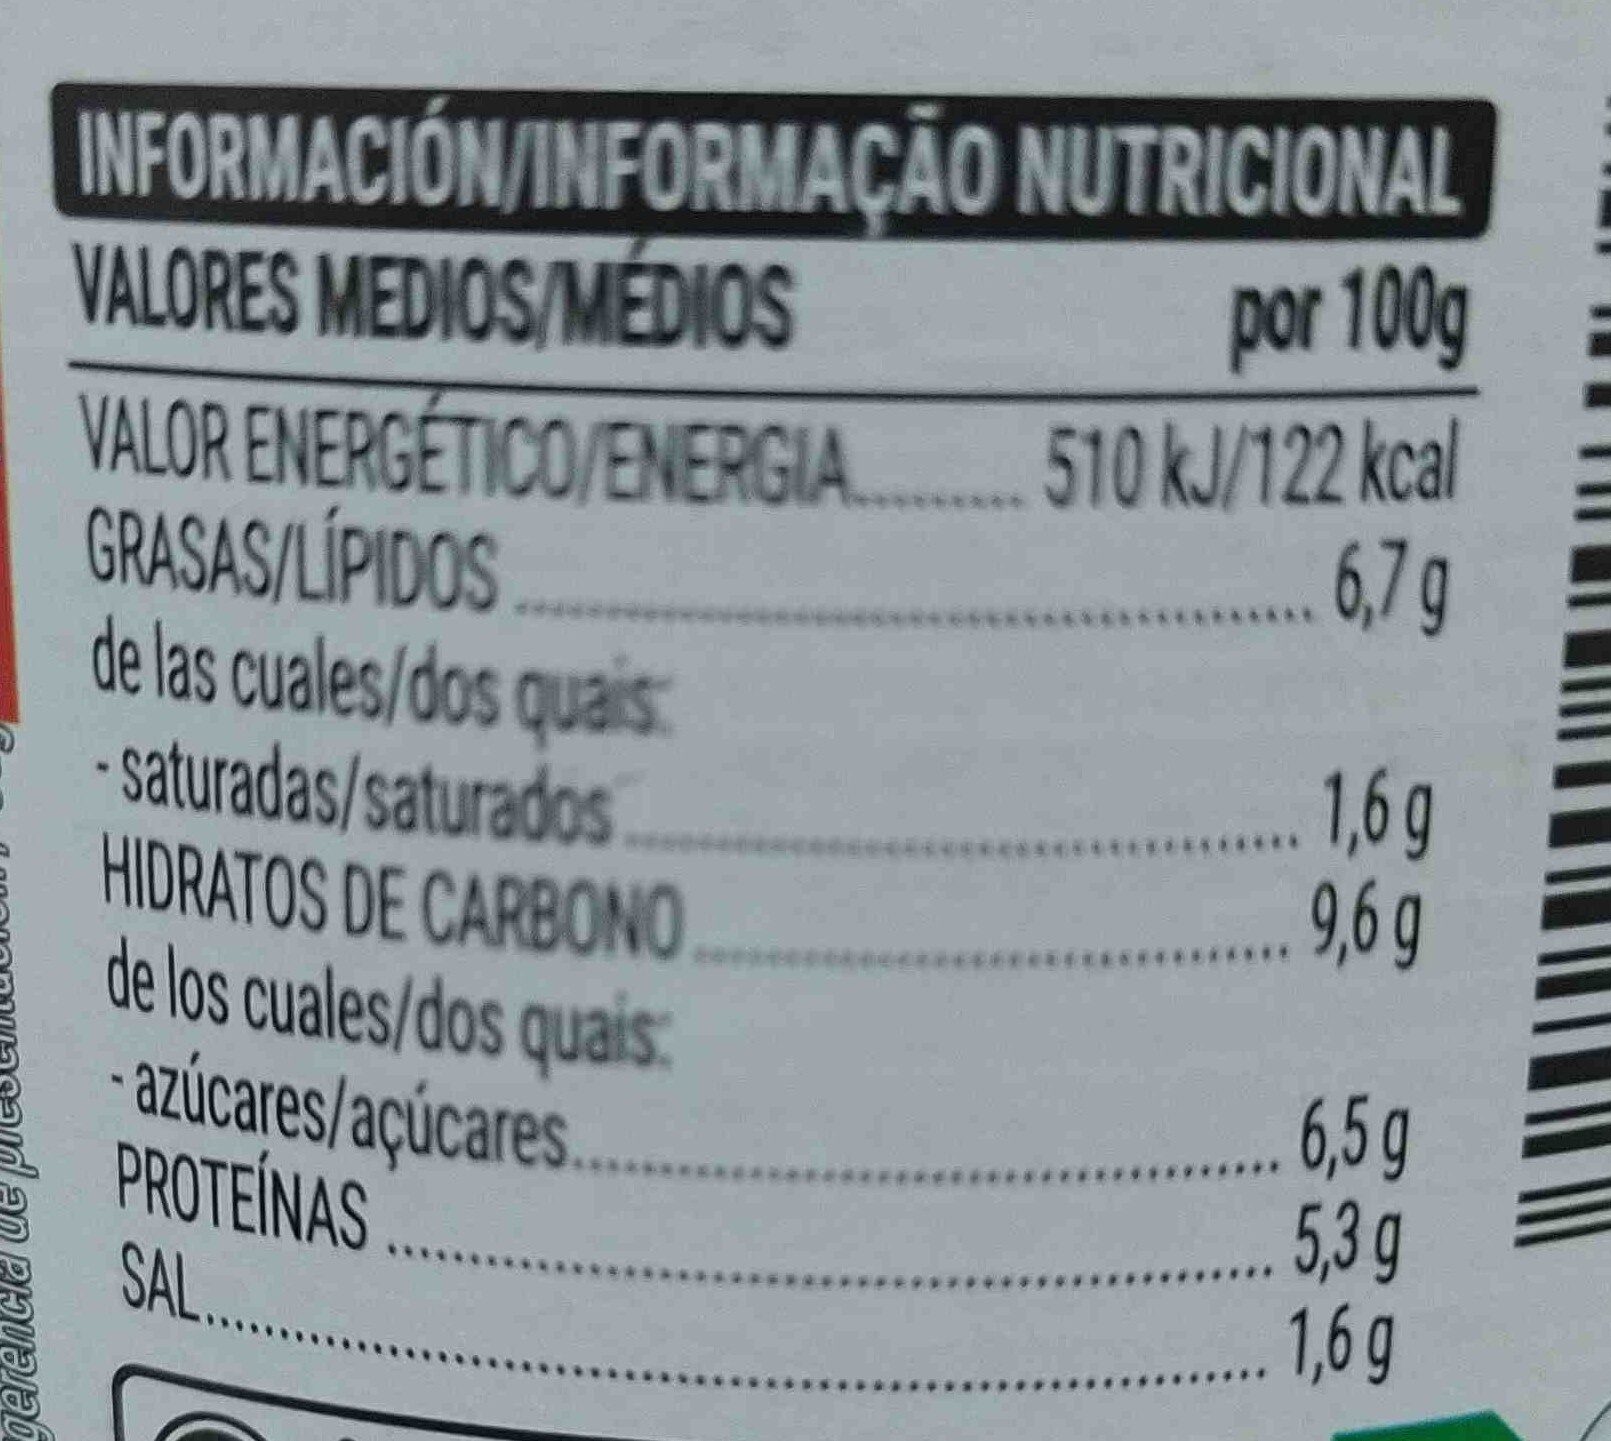 INFORMACIÓN/INFORMAÇÃO NUTRICIONAL
VALORES MEDIOS/MÉDIOS por 100g
VALOR ENERGÉTICO/ENERGIA......... 510 kJ/122 kcal
GRASAS/LÍPIDOS ........................................ 6,7 g
de las cuales/dos quais:
- saturadas/saturados ........................................ 1,6 g
HIDRATOS DE CARBONO ........................................ 9,6 g
de los cuales/dos quais:
- azúcares/açúcares........................................ 6,5 g
PROTEÍNAS ........................................ 5,3 g
SAL........................................ 1,6 g
de